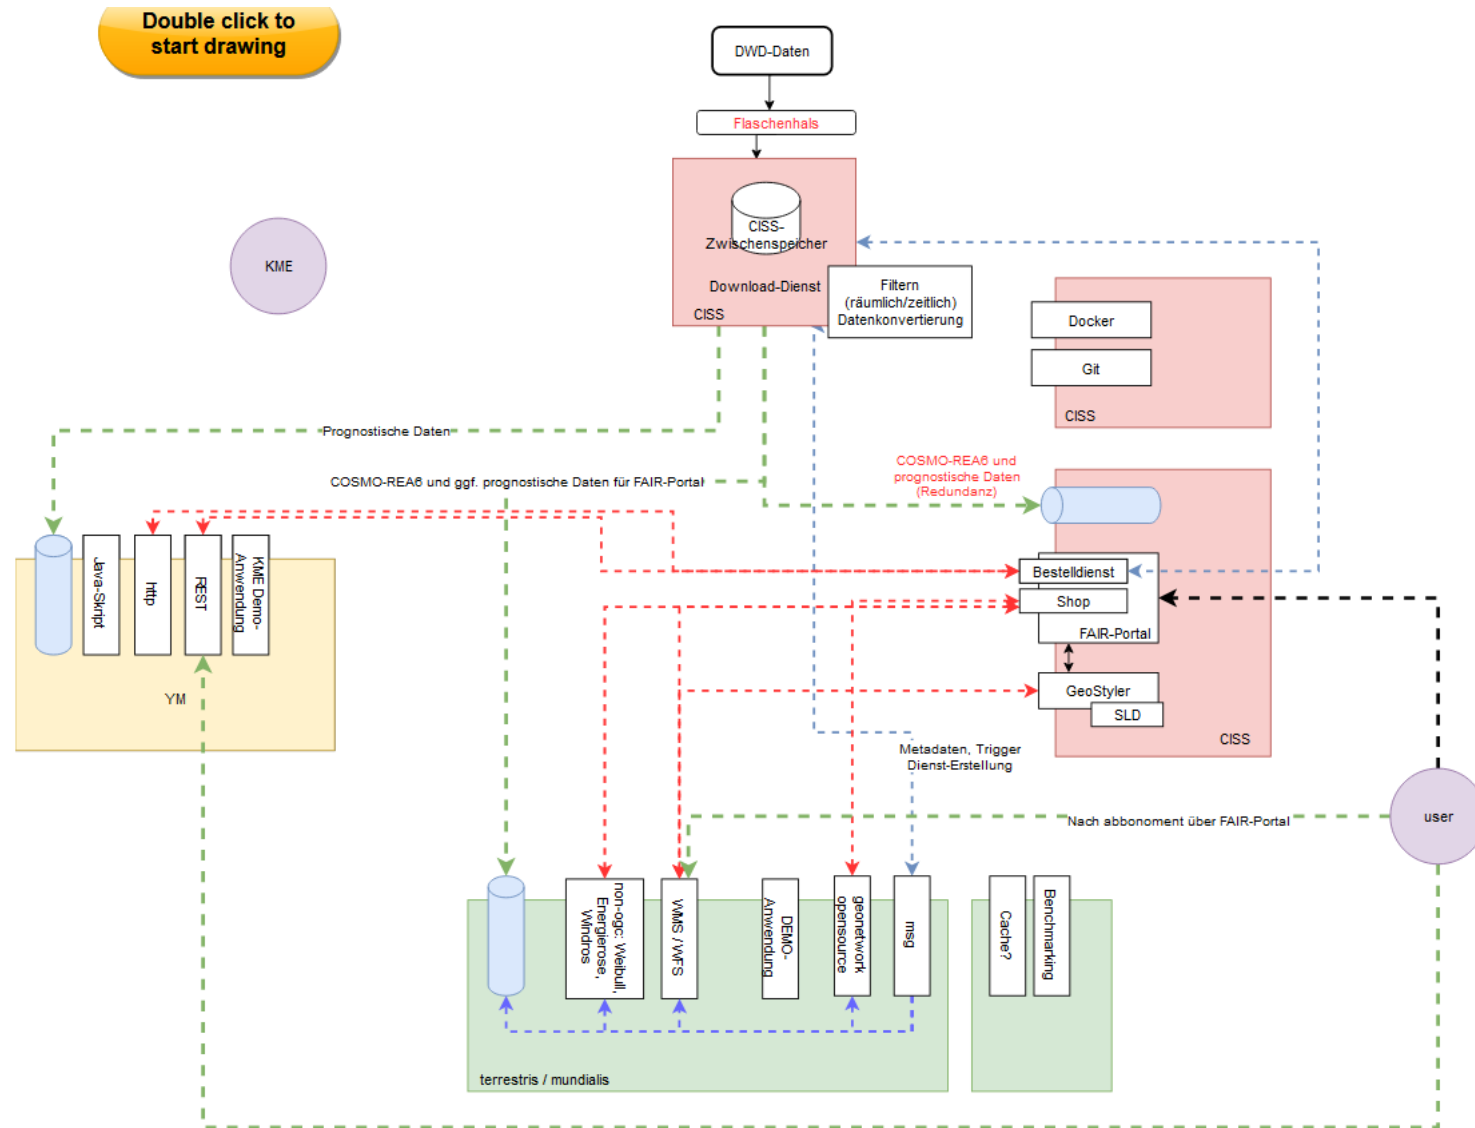 Double click to
start drawing
DWD-Daten
Flaschenhals
CISS-
Zwischenspeicher
Download-Dienst
CISS
Filtern
(räumlich/zeitlich)
Datenkonvertierung
KME
Docker
Git
CISS
Prognostische Daten
COSMO-REA6 und ggf. prognostische Daten für FAIR-Portal
COSMO-REA6 und
prognostische Daten
(Redundanz)
Java-Skript
http
REST
KME Demo-
Anwendung
YM
Bestelldienst
Shop
FAIR-Portal
GeoStyler
SLD
CISS
Metadaten, Trigger
Dienst-Erstellung
Nach abbonoment über FAIR-Portal
user
non-ogc: Weibull,
Energierose,
Windros
WMS / WFS
DEMO-
Anwendung
geonetwork
opensource
msg
Cache?
Benchmarking
terrestris / mundialis